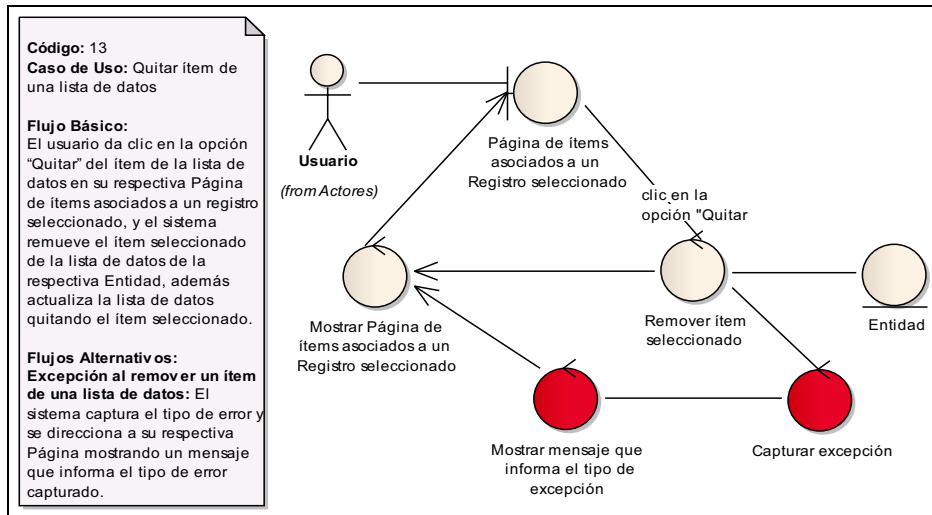 Código: 13
Caso de Uso: Quitar ítem de
una lista de datos
Flujo Básico:
El usuario da clic en la opción
“Quitar” del ítem de la lista de
datos en su respectiva Página
de ítems asociados a un registro
seleccionado, y el sistema
remueve el ítem seleccionado
de la lista de datos de la
respectiva Entidad, además
actualiza la lista de datos
quitando el ítem seleccionado.
Flujos Alternativos:
Excepción al remover un ítem
de una lista de datos: El
sistema captura el tipo de error y
se direcciona a su respectiva
Página mostrando un mensaje
que informa el tipo de error
capturado.
Usuario
(from Actores)
Página de ítems
asociados a un
Registro seleccionado
clic en la
opción "Quitar
Mostrar Página de
ítems asociados a un
Registro seleccionado
Remover ítem
seleccionado
Entidad
Mostrar mensaje que
informa el tipo de
excepción
Capturar excepción